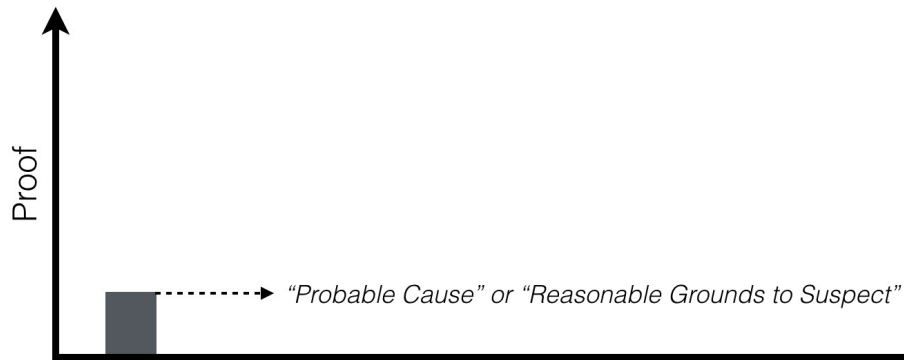 Proof
“Probable Cause” or “Reasonable Grounds to Suspect”